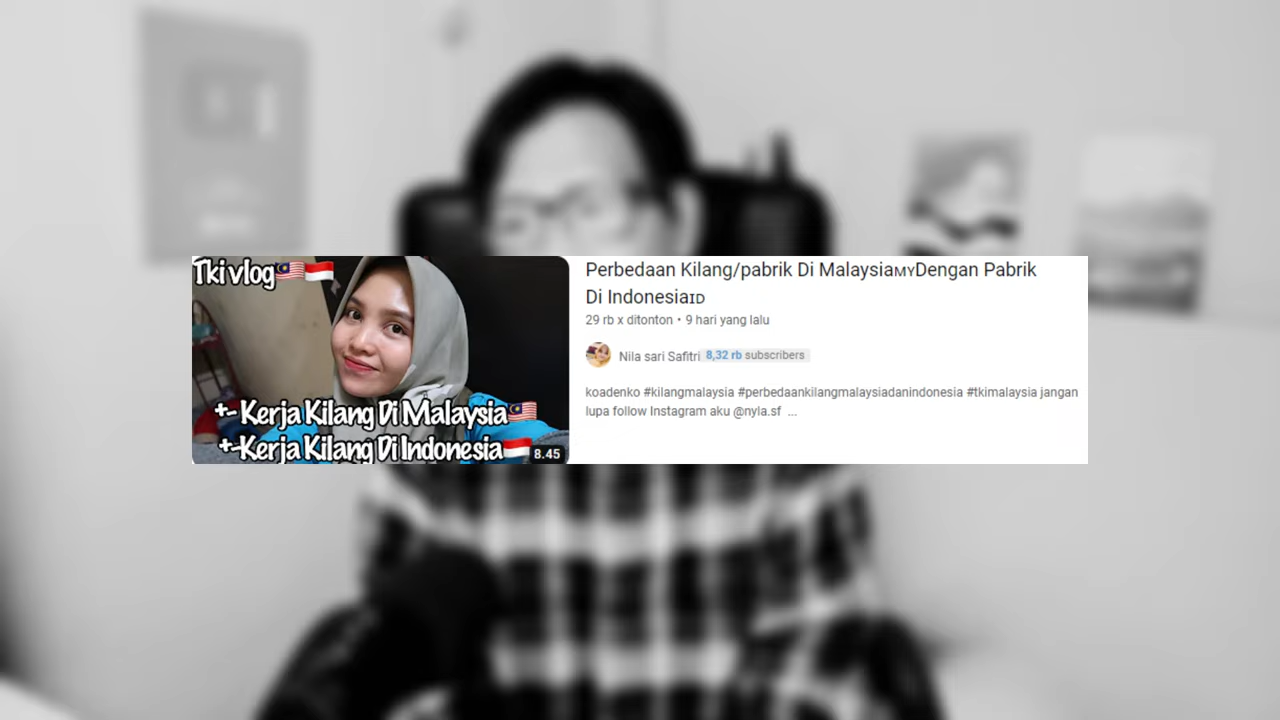 Tki vlog
+- Kerja Kilang Di Malaysia
+-Kerja Kilang Di Indonesia
8.45
Perbedaan Kilang/pabrik Di MalaysiaᴍʏDengan Pabrik
Di Indonesiaɪᴅ
29 rb x ditonton • 9 hari yang lalu
Nila sari Safitri 8,32 rb subscribers
koadenko #kilangmalaysia #perbedaankilangmalaysiadanindonesia #tkimalaysia jangan
lupa follow Instagram aku @nyla.sf ...